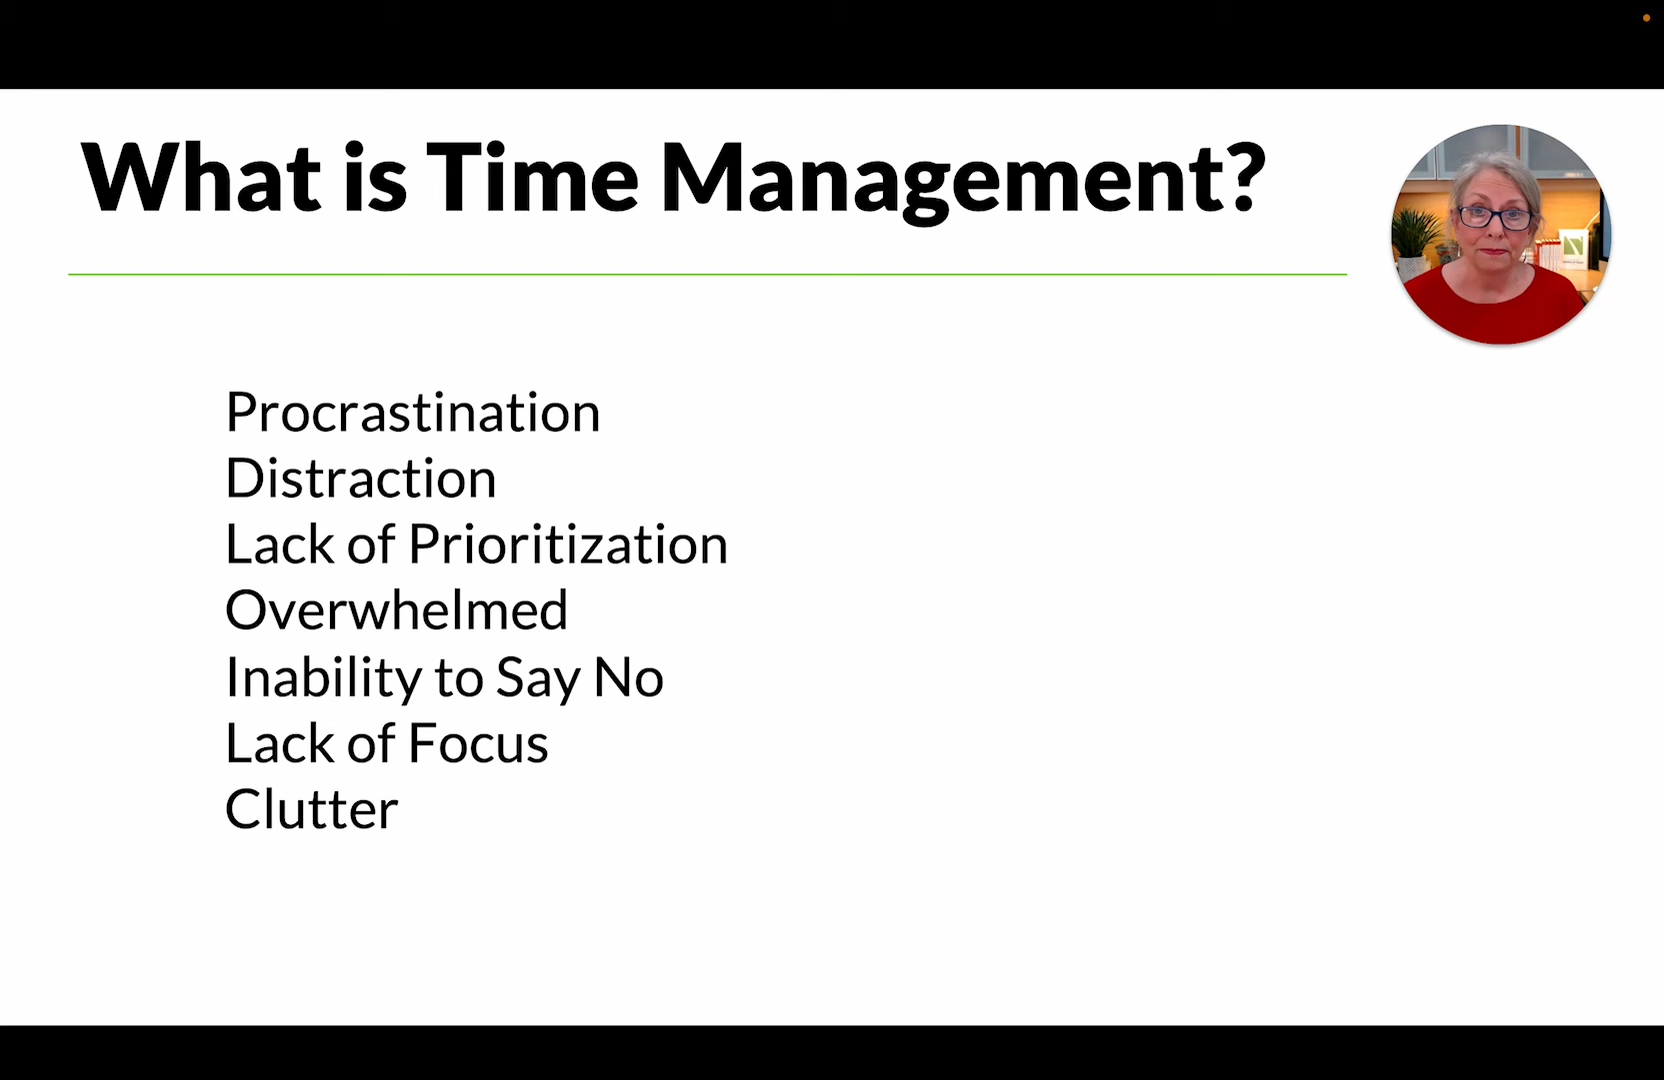 What is Time Management?
Procrastination
Distraction
Lack of Prioritization
Overwhelmed
Inability to Say No
Lack of Focus
Clutter